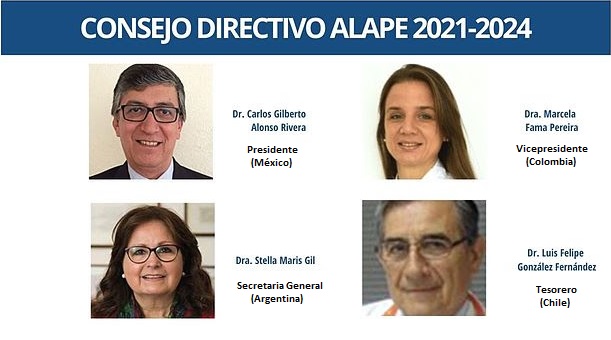 CONSEJO DIRECTIVO ALAPE 2021-2024
Dr. Carlos Gilberto
Alonso Rivera
Presidente
(México)
Dra. Marcela
Fama Pereira
Vicepresidente
(Colombia)
Dra. Stella Maris Gil
Secretaria General
(Argentina)
Dr. Luis Felipe
González Fernández
Tesorero
(Chile)